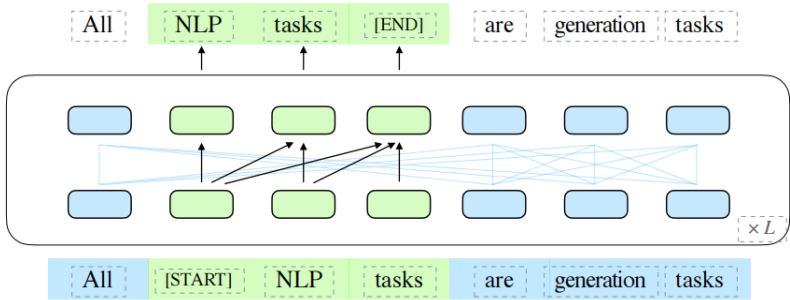 All NLP tasks [END] are generation tasks
× L
All [START] NLP tasks are generation tasks